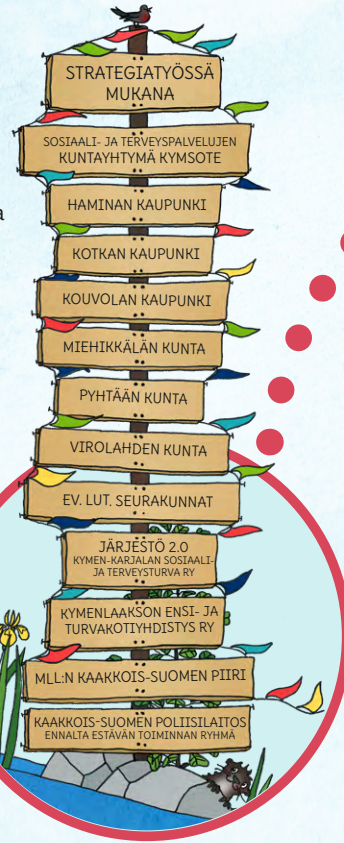 STRATEGIATYÖSSÄ
MUKANA
SOSIAALI- JA TERVEYSPALVELUJEN
KUNTAYHTYMÄ KYMSOTE
HAMINAN KAUPUNKI
KOTKAN KAUPUNKI
KOUVOLAN KAUPUNKI
MIEHIKKÄLÄN KUNTA
PYHTÄÄN KUNTA
VIROLAHDEN KUNTA
EV. LUT. SEURAKUNNAT
JÄRJESTÖ 2.0
KYMEN-KARJALAN SOSIAALI-
JA TERVEYSTURVA RY
KYMENLAAKSON ENSI- JA
TURVAKOTIYHDISTYS RY
MLL:N KAAKKOIS-SUOMEN PIIRI
KAAKKOIS-SUOMEN POLIISILAITOS
ENNALTA ESTÄVÄN TOIMINNAN RYHMÄ